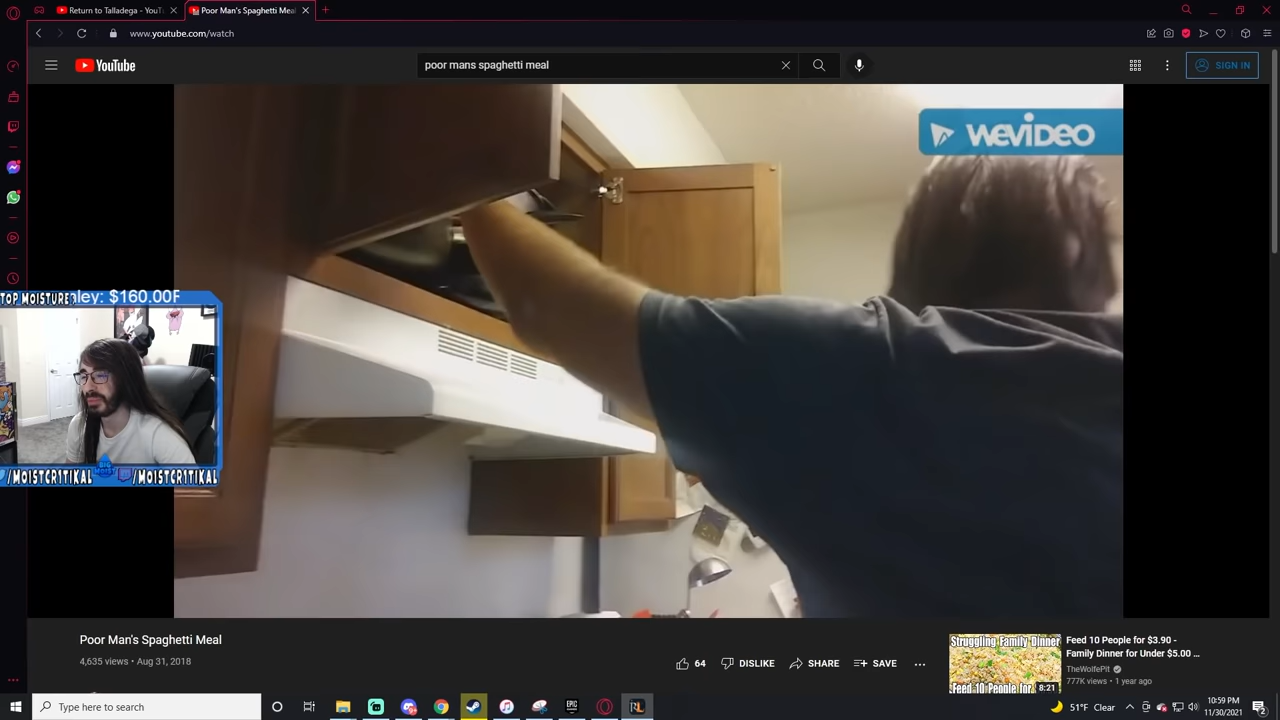 Return to Talladega - YouT
Poor Man's Spaghetti Meal
www.youtube.com/watch
YouTube
poor mans spaghetti meal
SIGN IN
WEVIDEO
TOP MOISTURE
ley: $160.00
/MOISTCR1TIKAL
BIG MOIST
/MOISTCR1TIKAL
Poor Man's Spaghetti Meal
4,635 views • Aug 31, 2018
64
DISLIKE
SHARE
SAVE
Struggling Family Dinner
Feed 10 People for
8:21
Feed 10 People for $3.90 -
Family Dinner for Under $5.00 ...
TheWolfePit
777K views • 1 year ago
Type here to search
51°F Clear
10:59 PM
11/30/2021
2